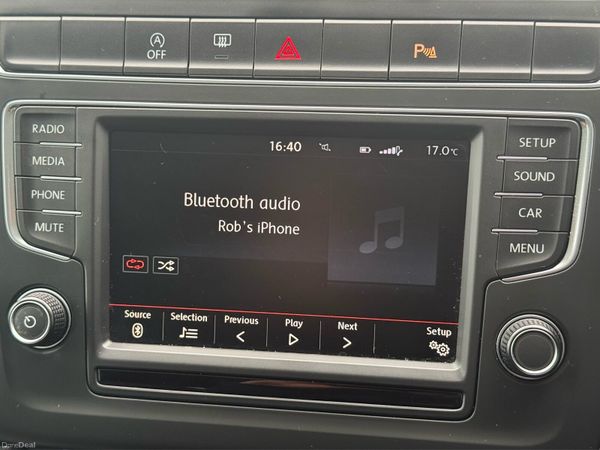 A
OFF
P
RADIO
MEDIA
PHONE
MUTE
16:40
17.0°C
Bluetooth audio
Rob's iPhone
Source
Selection
Previous
Play
Next
Setup
SETUP
SOUND
CAR
MENU
DoneDeal